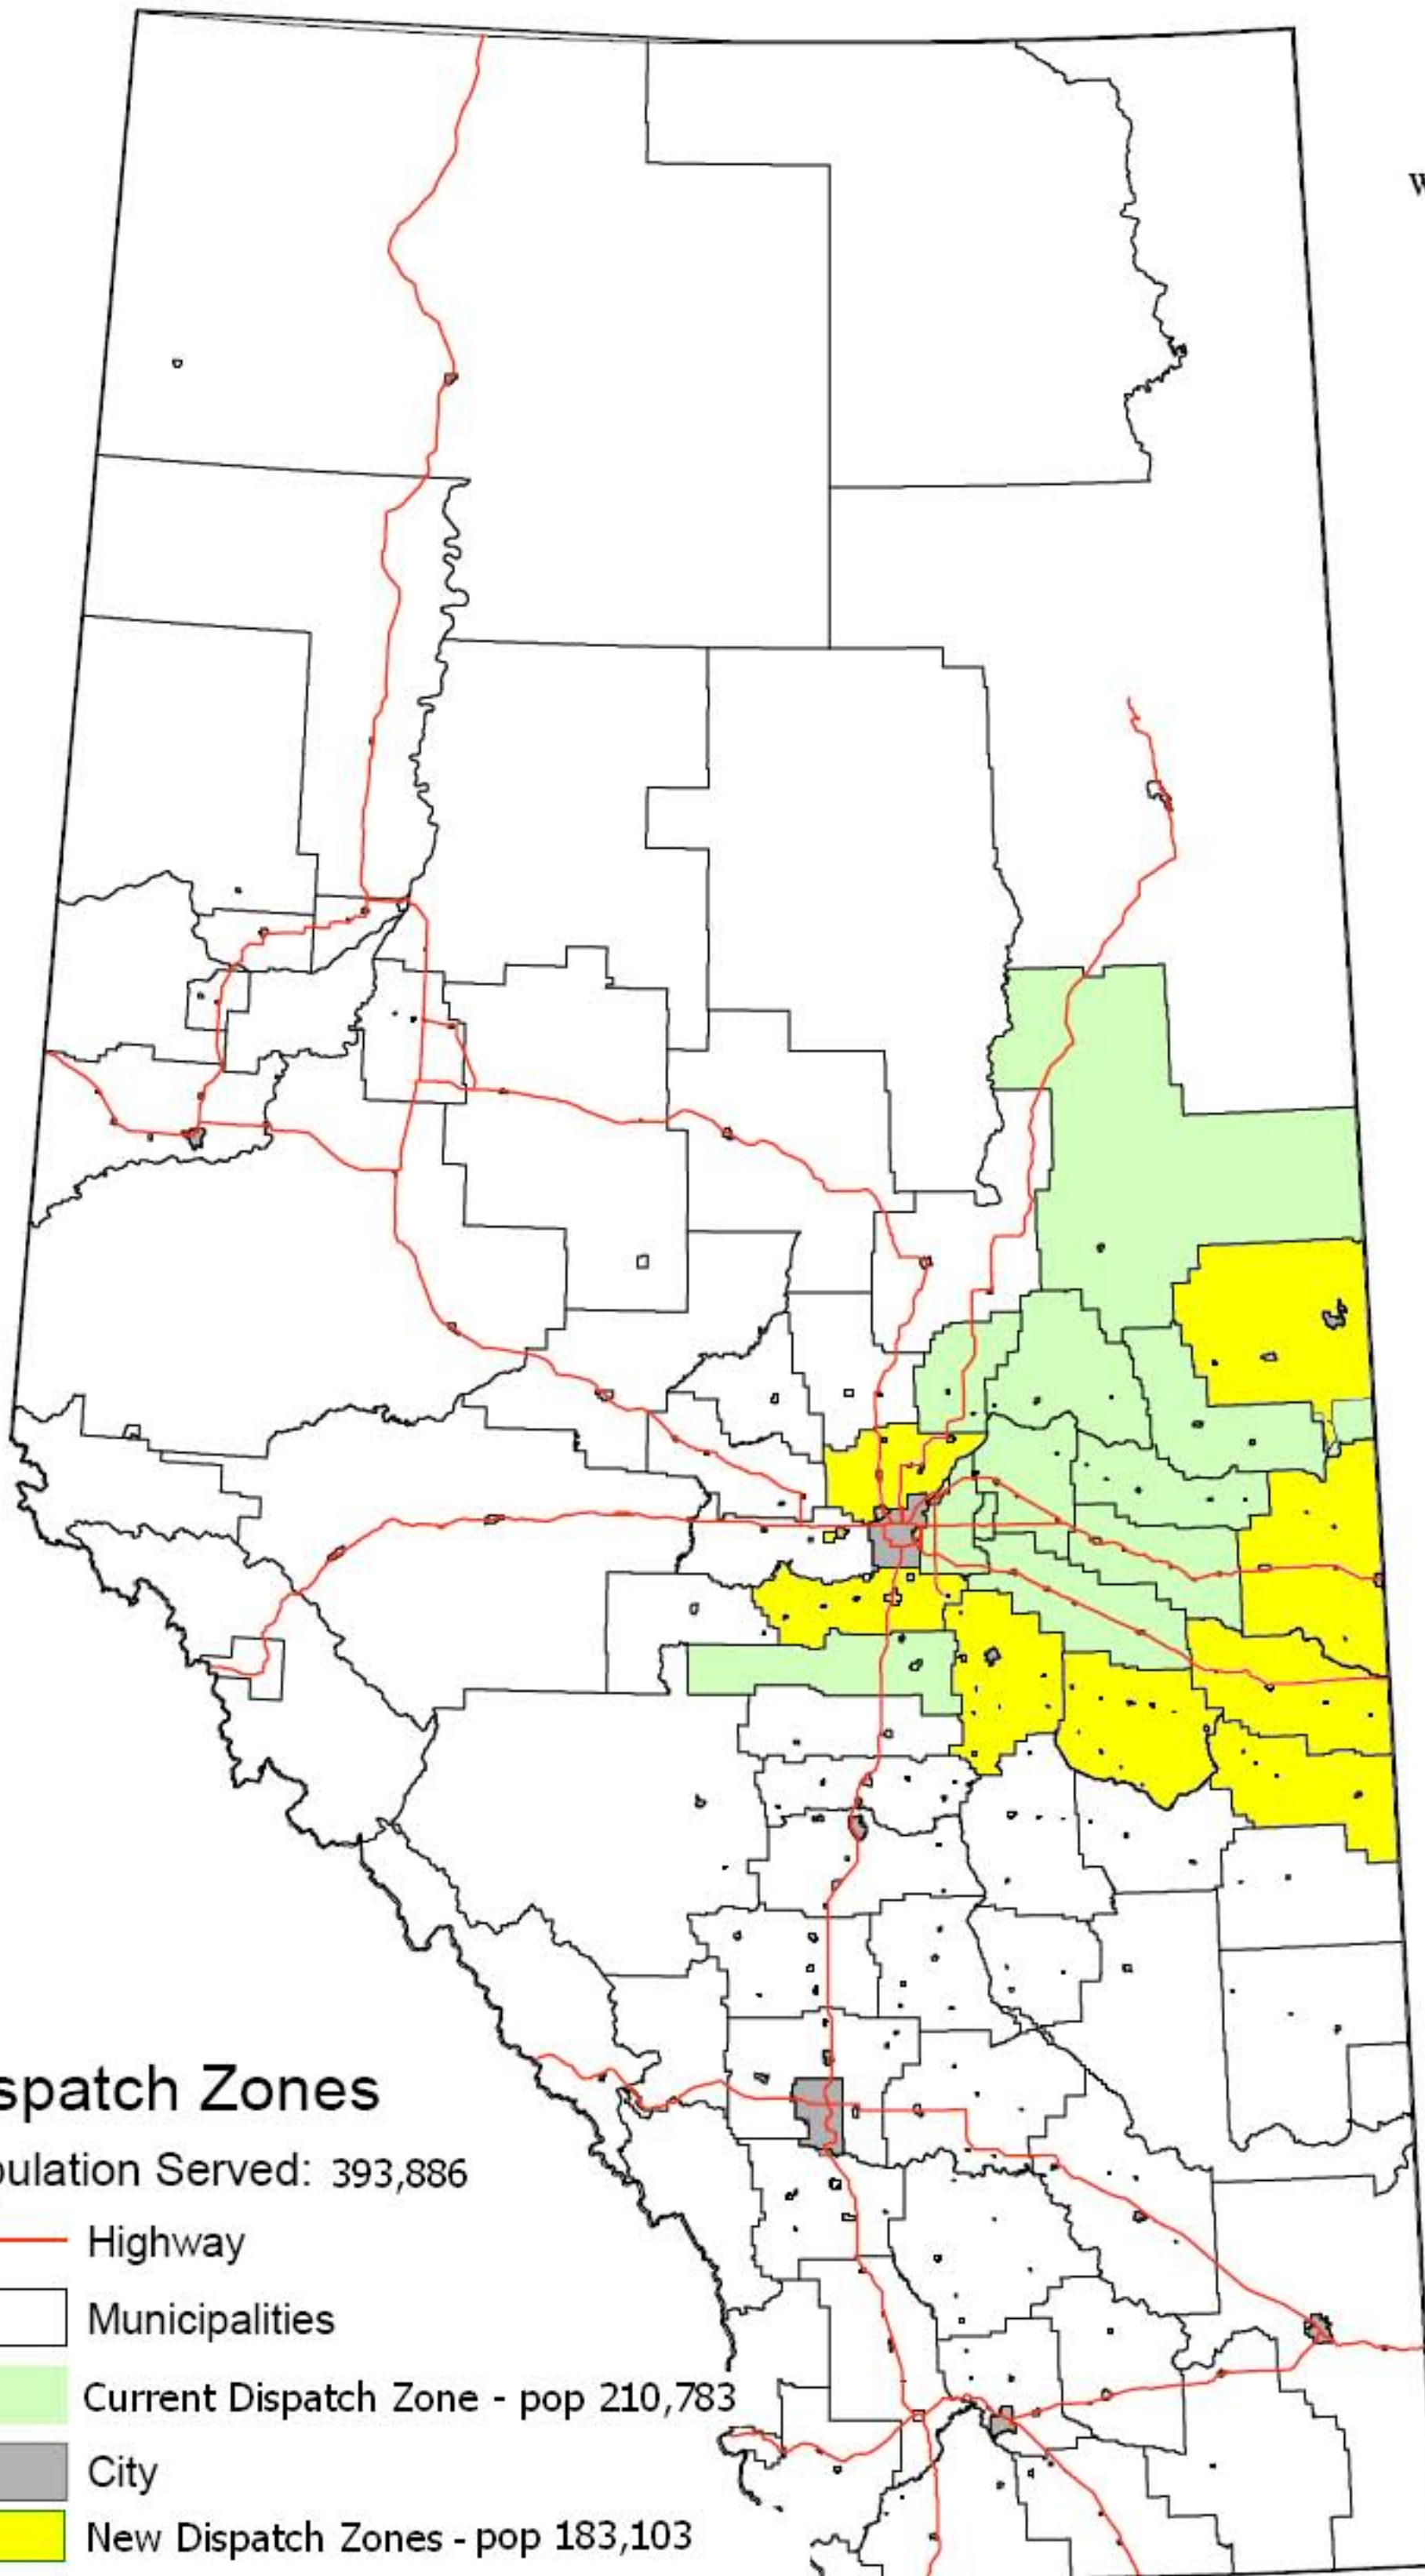 W
spatch Zones
pulation Served: 393,886
Highway
Municipalities
Current Dispatch Zone - pop 210,783
City
New Dispatch Zones - pop 183,103